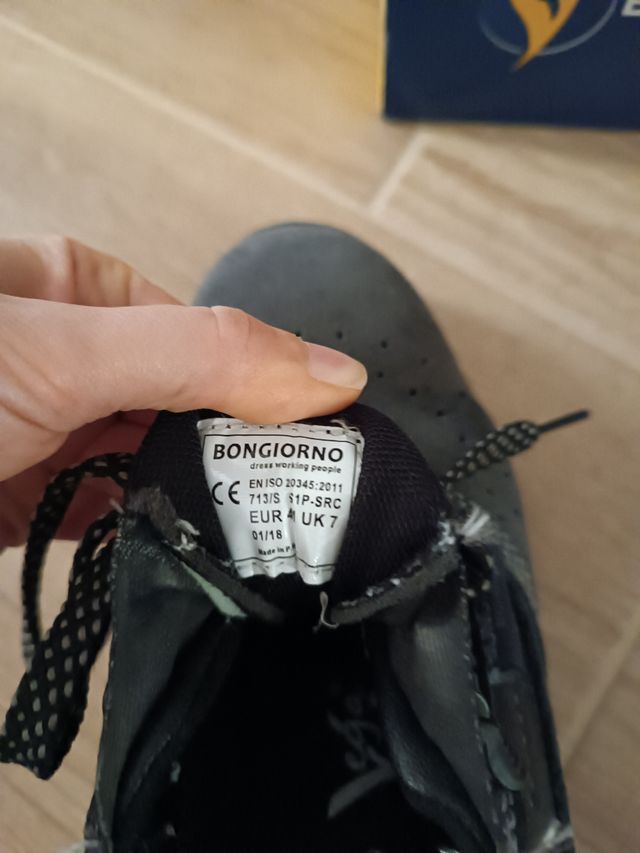 BONGIORNO
dress working people
CE
EN ISO 20345:2011
713/S S1P-SRC
EUR UK 7
01/18
Made in